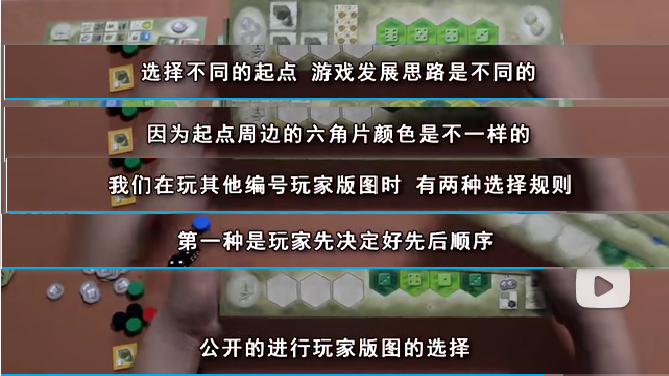 选择不同的起点 游戏发展思路是不同的
因为起点周边的六角片颜色是不一样的
我们在玩其他编号玩家版图时 有两种选择规则
第一种是玩家先决定好先后顺序
公开的进行玩家版图的选择